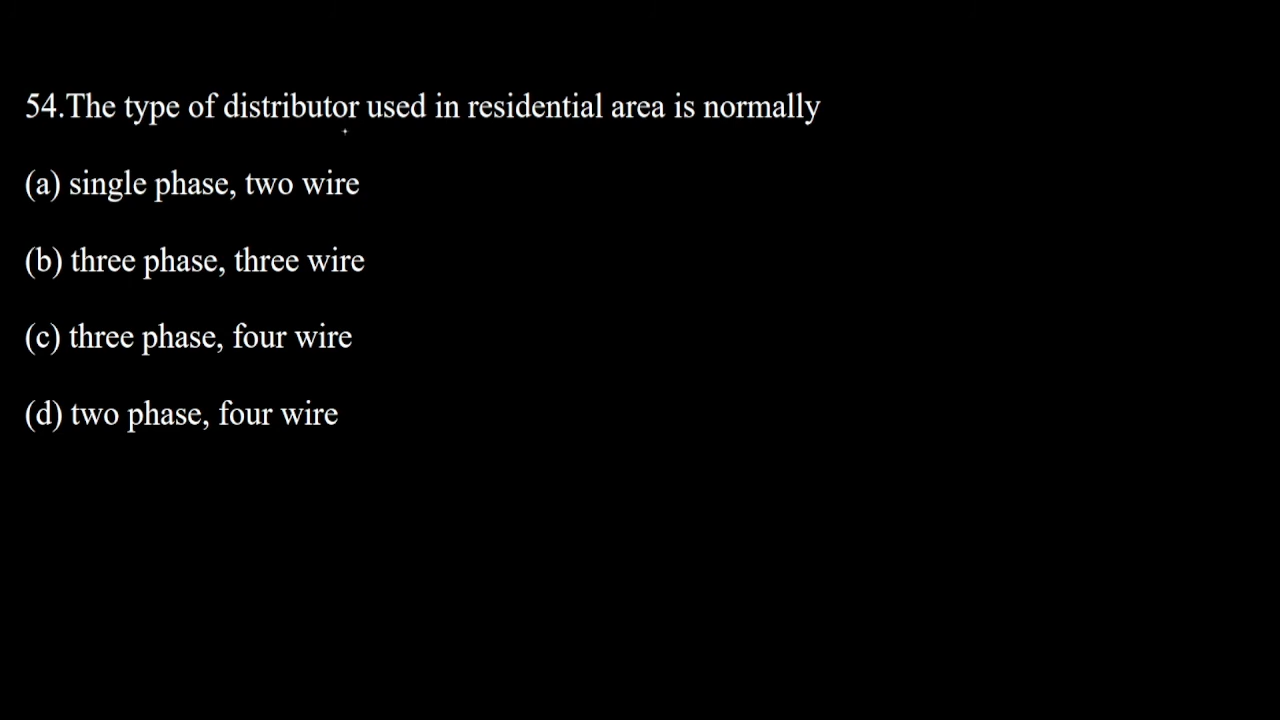 54.The type of distributor used in residential area is normally
(a) single phase, two wire
(b) three phase, three wire
(c) three phase, four wire
(d) two phase, four wire